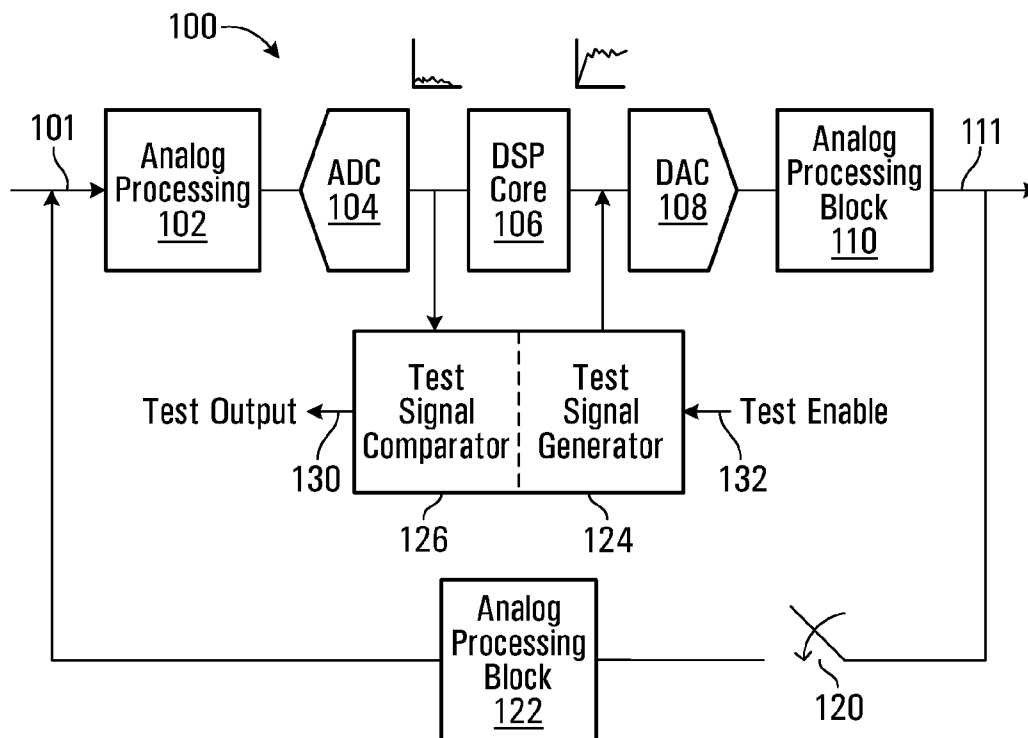 100
101
Analog
Processing
102
ADC
104
DSP
Core
106
DAC
108
Analog
Processing
Block
110
111
Test Output
130
Test
Signal
Comparator
Test
Signal
Generator
Test Enable
132
126
124
Analog
Processing
Block
122
120